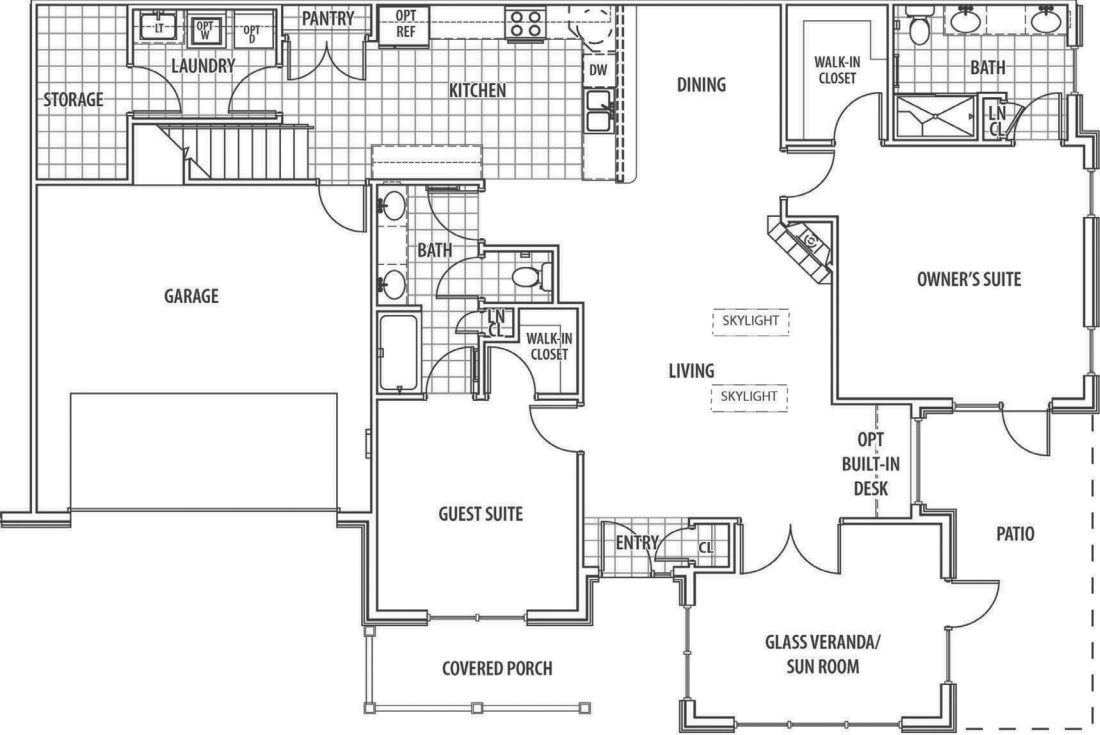 PANTRY
OPT
REF
LT
OPT
W
OPT
D
LAUNDRY
STORAGE
KITCHEN
DW
DINING
WALK-IN
CLOSET
BATH
LN
CL
BATH
GARAGE
OWNER'S SUITE
LN
CL
WALK-IN
CLOSET
SKYLIGHT
LIVING
SKYLIGHT
OPT
BUILT-IN
DESK
GUEST SUITE
ENTRY
CL
PATIO
GLASS VERANDA/
SUN ROOM
COVERED PORCH